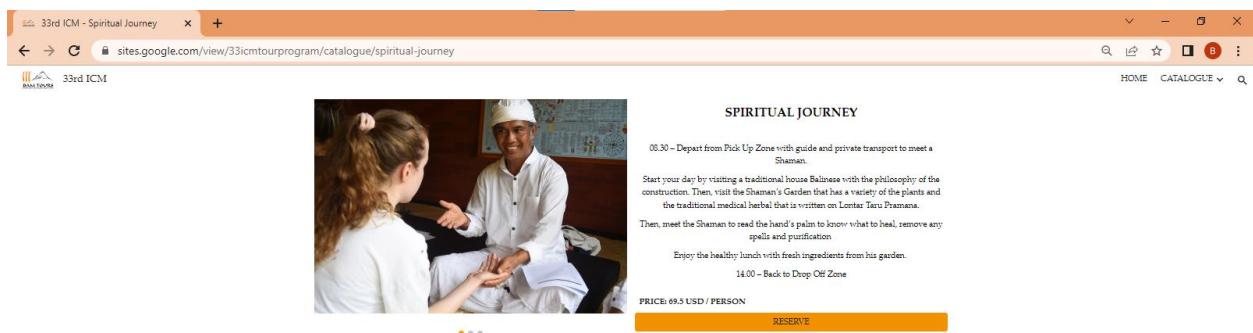 33rd ICM - Spiritual Journey
sites.google.com/view/33icmtourprogram/catalogue/spiritual-journey
B
BAM TOURS
33rd ICM
HOME CATALOGUE
SPIRITUAL JOURNEY
08.30 – Depart from Pick Up Zone with guide and private transport to meet a
Shaman.
Start your day by visiting a traditional house Balinese with the philosophy of the
construction. Then, visit the Shaman's Garden that has a variety of the plants and
the traditional medical herbal that is written on Lontar Taru Pramana.
Then, meet the Shaman to read the hand's palm to know what to heal, remove any
spells and purification
Enjoy the healthy lunch with fresh ingredients from his garden.
14.00 – Back to Drop Off Zone
PRICE: 69.5 USD / PERSON
RESERVE